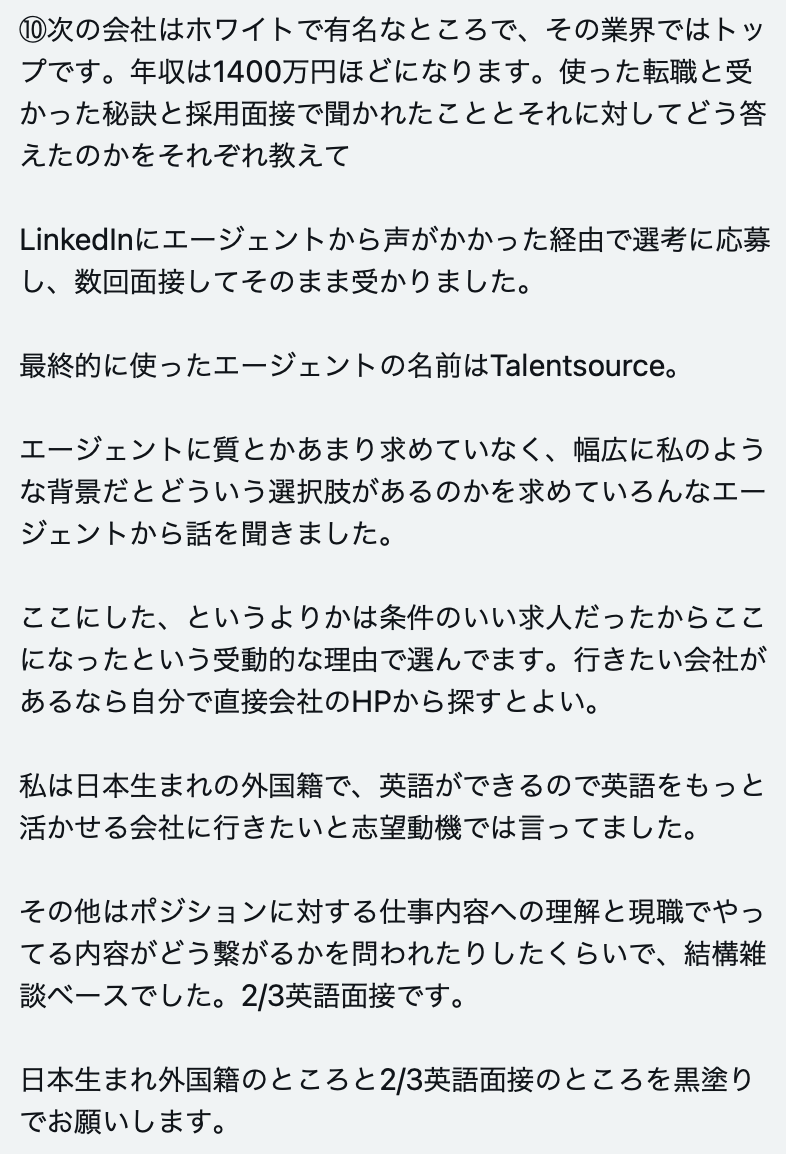 ⑩次の会社はホワイトで有名なところで、その業界ではトッ
プです。年収は1400万円ほどになります。使った転職と受
かった秘訣と採用面接で聞かれたこととそれに対してどう答
えたのかをそれぞれ教えて
LinkedInにエージェントから声がかかった経由で選考に応募
し、数回面接してそのまま受かりました。
最終的に使ったエージェントの名前はTalentsource。
エージェントに質とかあまり求めていなく、幅広に私のよう
な背景だとどういう選択肢があるのかを求めていろんなエー
ジェントから話を聞きました。
ここにした、というよりかは条件のいい求人だったからここ
になったという受動的な理由で選んでます。行きたい会社が
あるなら自分で直接会社のHPから探すとよい。
私は日本生まれの外国籍で、英語ができるので英語をもっと
活かせる会社に行きたいと志望動機では言ってました。
その他はポジションに対する仕事内容への理解と現職でやっ
てる内容がどう繋がるかを問われたりしたくらいで、結構雑
談ベースでした。2/3英語面接です。
日本生まれ外国籍のところと2/3英語面接のところを黒塗り
でお願いします。